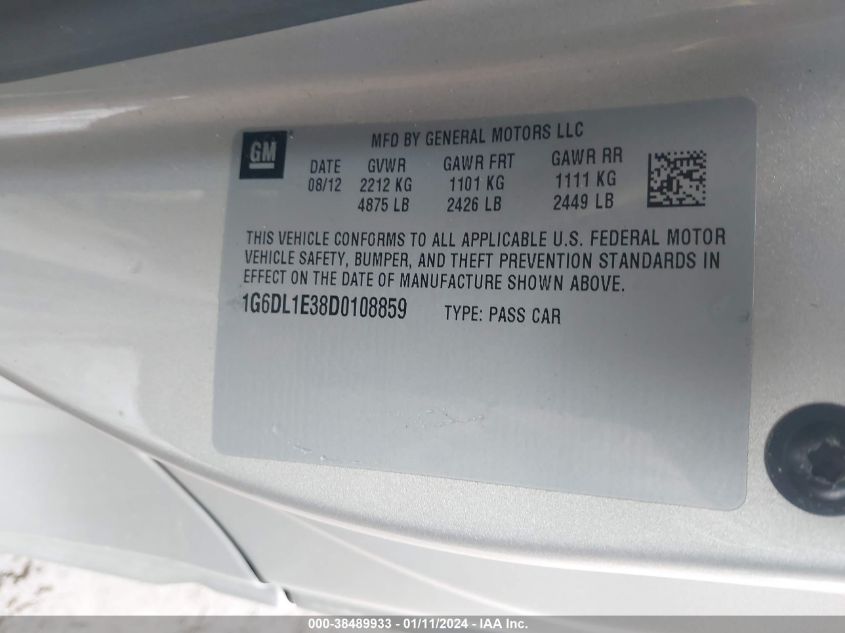 GM
MFD BY GENERAL MOTORS LLC
DATE GVWR GAWR FRT GAWR RR
08/12 2212 KG 1101 KG 1111 KG
4875 LB 2426 LB 2449 LB
THIS VEHICLE CONFORMS TO ALL APPLICABLE U.S. FEDERAL MOTOR
VEHICLE SAFETY, BUMPER, AND THEFT PREVENTION STANDARDS IN
EFFECT ON THE DATE OF MANUFACTURE SHOWN ABOVE.
1G6DL1E38D0108859 TYPE: PASS CAR
000-38489933 - 01/11/2024 - IAA Inc.